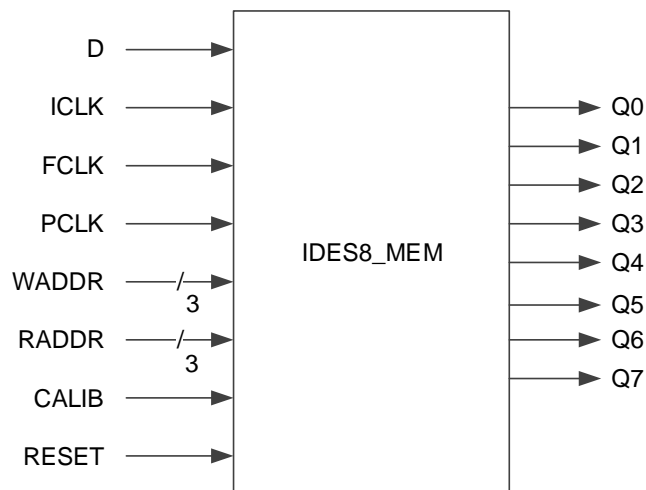 D
ICLK
FCLK
PCLK
WADDR
3
RADDR
3
CALIB
RESET
IDES8_MEM
Q0
Q1
Q2
Q3
Q4
Q5
Q6
Q7